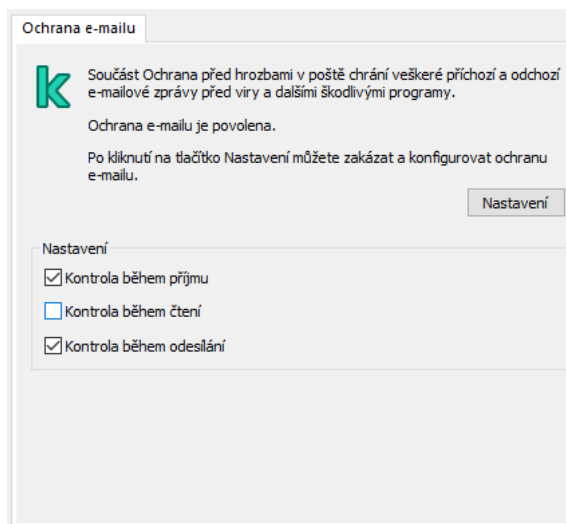 Ochrana e-mailu
Součást Ochrana před hrozbami v poště chrání veškeré příchozí a odchozí
e-mailové zprávy před viry a dalšími škodlivými programy.
Ochrana e-mailu je povolena.
Po kliknutí na tlačítko Nastavení můžete zakázat a konfigurovat ochranu
e-mailu.
Nastavení
Nastavení
Kontrola během příjmu
Kontrola během čtení
Kontrola během odesílání